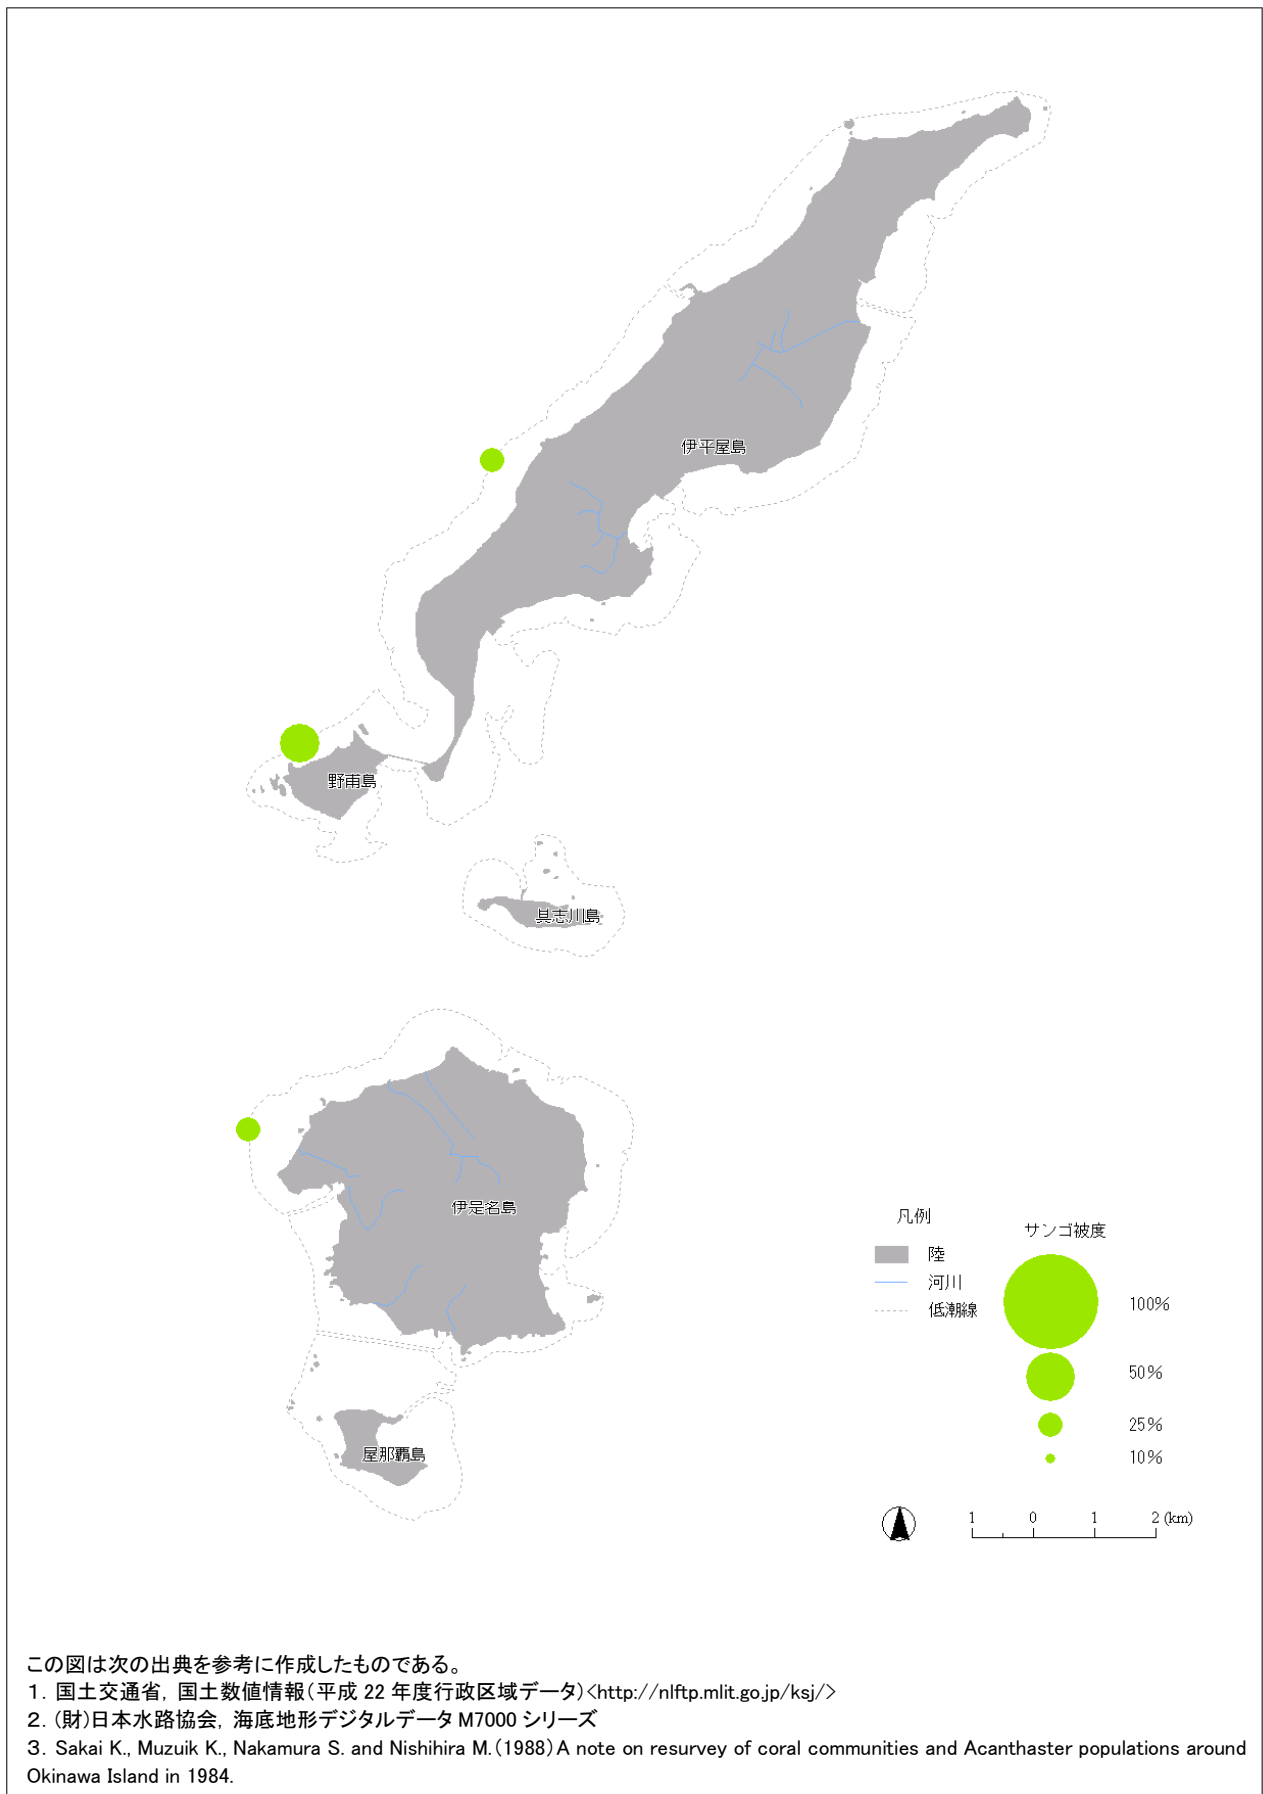 伊平屋島
野甫島
具志川島
伊是名島
屋那覇島
凡例
陸
河川
低潮線
サンゴ被度
100%
50%
25%
10%
1 0 1 2 (km)
この図は次の出典を参考に作成したものである。
1. 国土交通省, 国土数値情報(平成 22 年度行政区域データ)<http://nlftp.mlit.go.jp/ksj/>
2. (財)日本水路協会, 海底地形デジタルデータ M7000 シリーズ
3. Sakai K., Muzuik K., Nakamura S. and Nishihira M.(1988)A note on resurvey of coral communities and Acanthaster populations around
Okinawa Island in 1984.